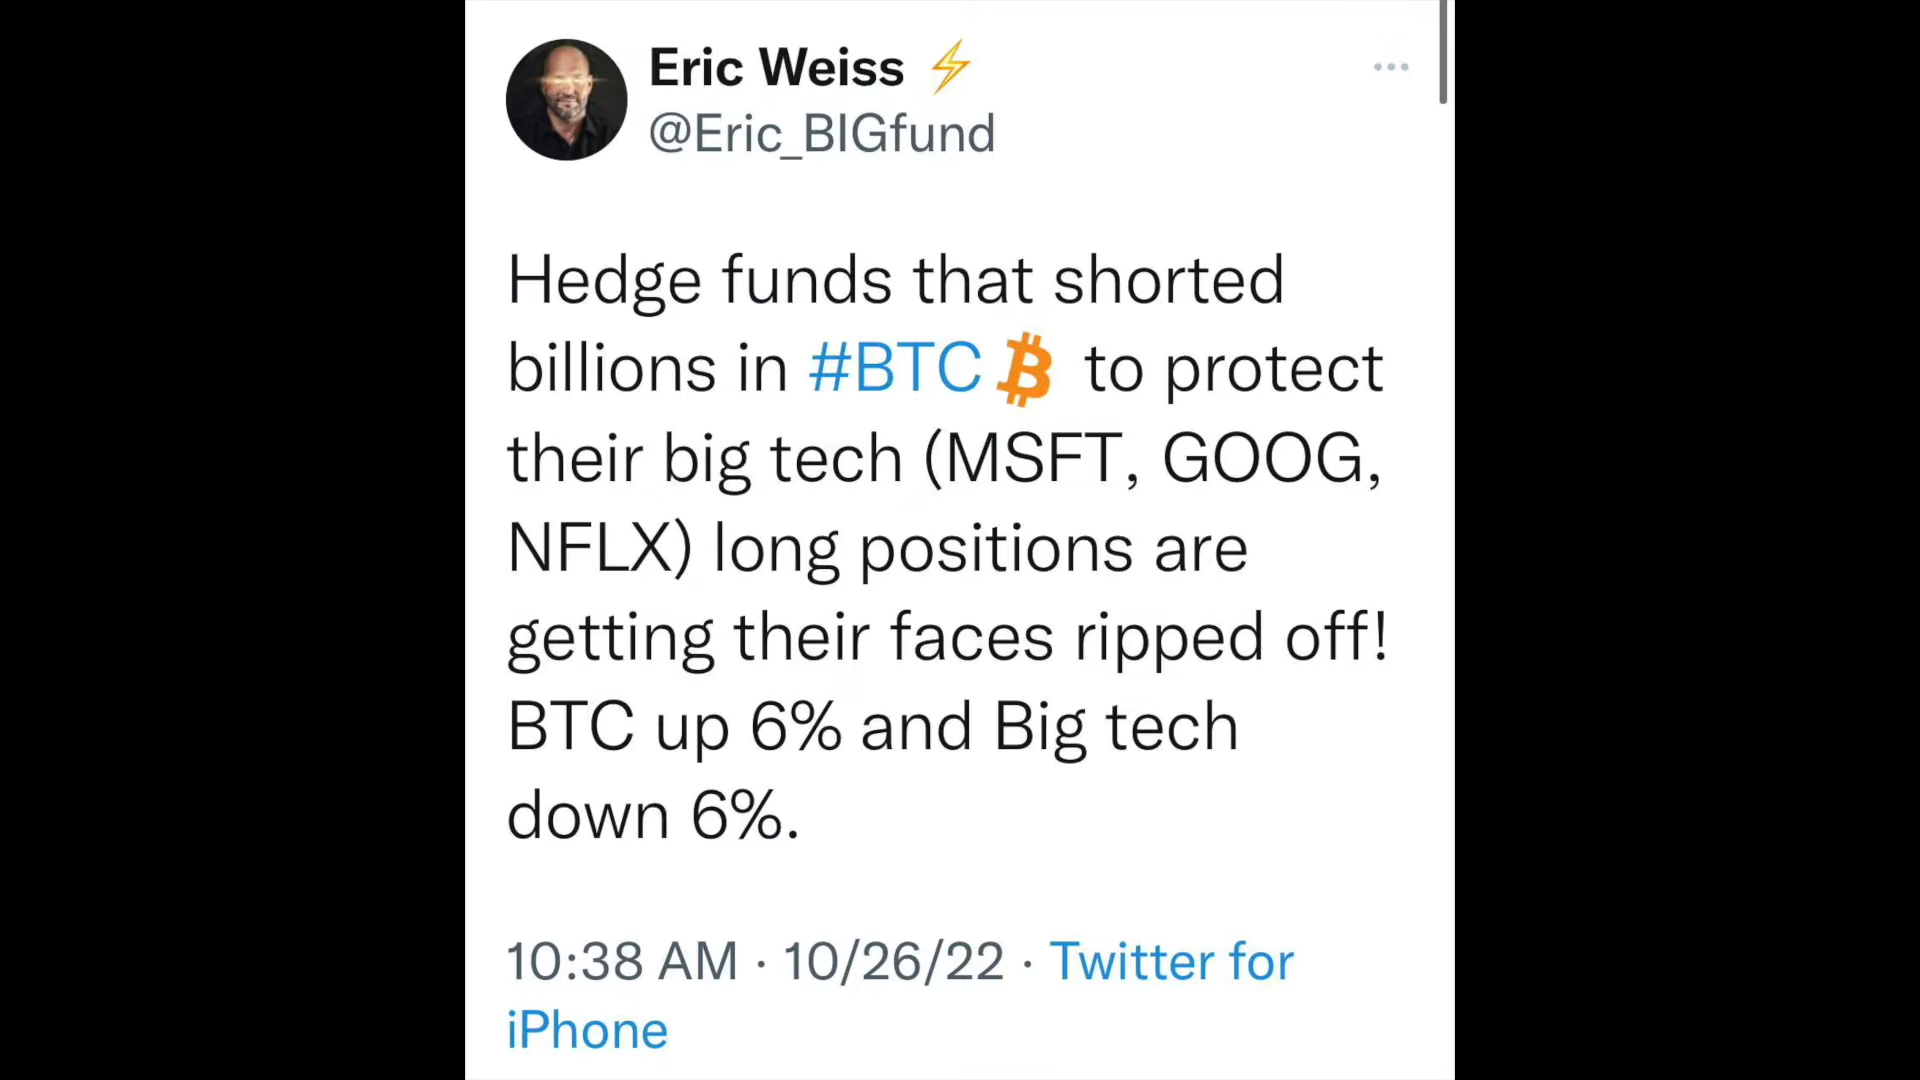 Eric Weiss ⚡
@Eric_BIGfund
Hedge funds that shorted
billions in #BTC to protect
their big tech (MSFT, GOOG,
NFLX) long positions are
getting their faces ripped off!
BTC up 6% and Big tech
down 6%.
10:38 AM · 10/26/22 · Twitter for
iPhone